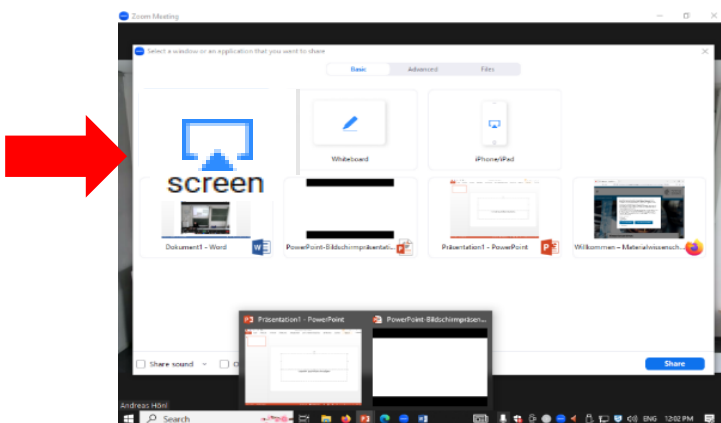 Zoom Meeting
Select a window or an application that you want to share
Basic Advanced Files
screen
Whiteboard
iPhone/iPad
Dokument1 - Word
PowerPoint-Bildschirmpräsentati...
Präsentation1 - PowerPoint
Willkommen – Materialwissensch...
Präsentation1 - PowerPoint
PowerPoint-Bildschirmpräsen...
Share sound
Share
Andreas Hönl
Search
ENG 12:02 PM